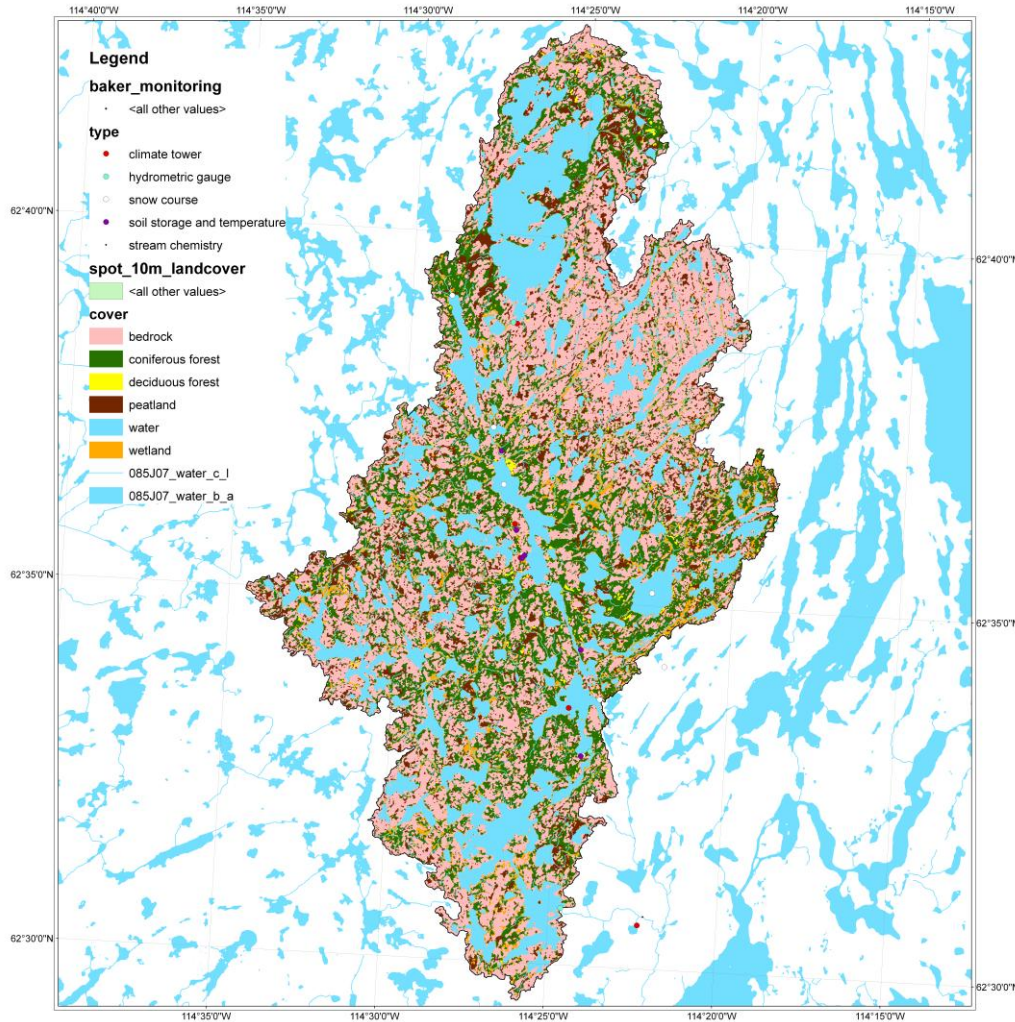 114°40'0"W 114°35'0"W 114°30'0"W 114°25'0"W 114°20'0"W 114°15'0"W
Legend
baker_monitoring
<all other values>
type
climate tower
hydrometric gauge
snow course
soil storage and temperature
stream chemistry
spot_10m_landcover
<all other values>
cover
bedrock
coniferous forest
deciduous forest
peatland
water
wetland
085J07_water_c_l
085J07_water_b_a
62°40'0"N
62°40'0"N
62°35'0"N
62°35'0"N
62°30'0"N
62°30'0"N
114°35'0"W 114°30'0"W 114°25'0"W 114°20'0"W 114°15'0"W